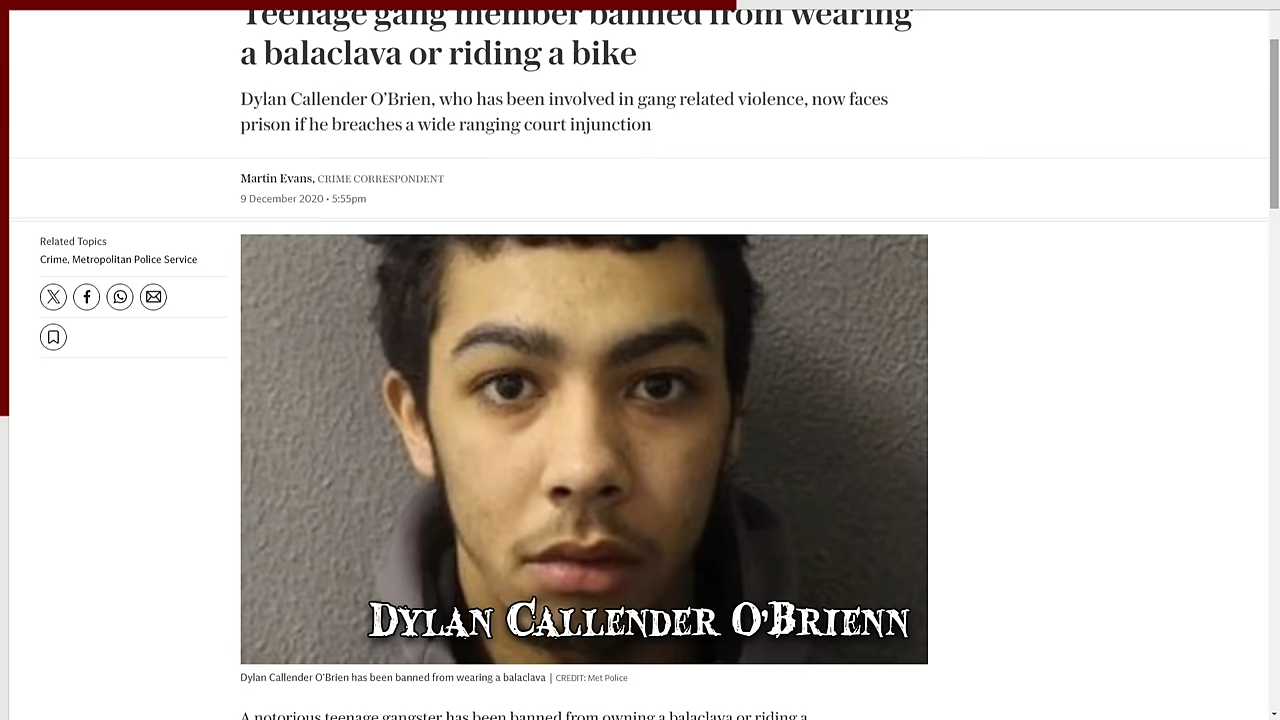 Teenage gang member banned from wearing
a balaclava or riding a bike
Dylan Callender O’Brien, who has been involved in gang related violence, now faces
prison if he breaches a wide ranging court injunction
Martin Evans, CRIME CORRESPONDENT
9 December 2020 • 5:55pm
Related Topics
Crime, Metropolitan Police Service
DYLAN CALLENDER O'BRIENN
Dylan Callender O'Brien has been banned from wearing a balaclava | CREDIT: Met Police
A notorious teenage gangster has been banned from owning a balaclava or riding a